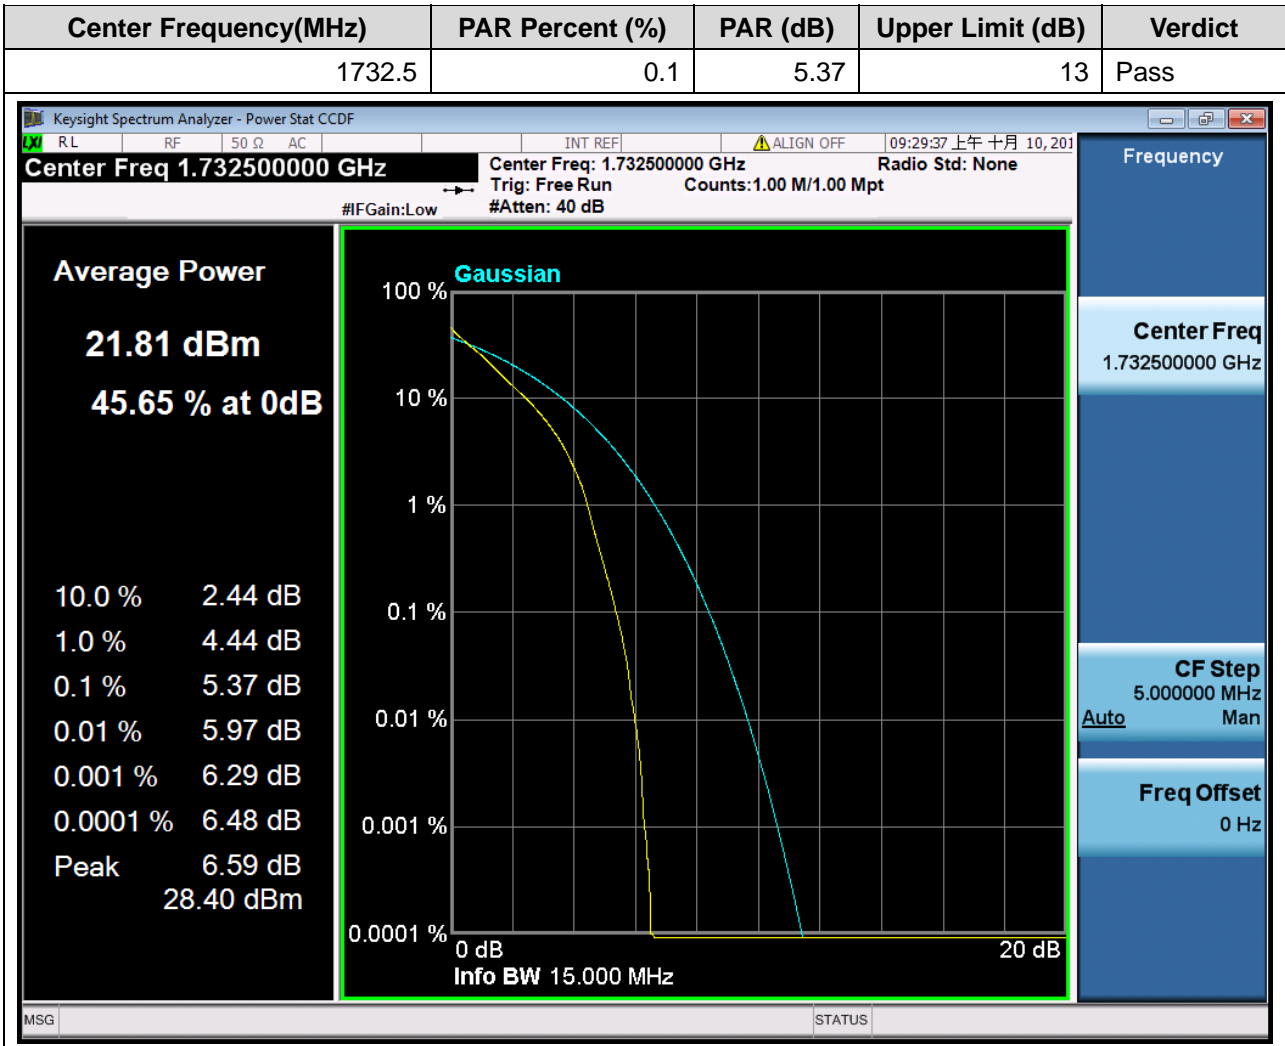 Center Frequency(MHz) PAR Percent (%) PAR (dB) Upper Limit (dB) Verdict
1732.5 0.1 5.37 13 Pass
Keysight Spectrum Analyzer - Power Stat CCDF
LXI RL RF 50 Ω AC INT REF ALIGN OFF 09:29:37 上午 十月 10, 201
Center Freq 1.732500000 GHz
Center Freq: 1.732500000 GHz Radio Std: None
Trig: Free Run Counts:1.00 M/1.00 Mpt
#IFGain:Low #Atten: 40 dB
Average Power
21.81 dBm
45.65 % at 0dB
10.0 % 2.44 dB
1.0 % 4.44 dB
0.1 % 5.37 dB
0.01 % 5.97 dB
0.001 % 6.29 dB
0.0001 % 6.48 dB
Peak 6.59 dB
28.40 dBm
Gaussian
100 %
10 %
1 %
0.1 %
0.01 %
0.001 %
0.0001 %
0 dB 20 dB
Info BW 15.000 MHz
Frequency
Center Freq
1.732500000 GHz
CF Step
5.000000 MHz
Auto Man
Freq Offset
0 Hz
MSG STATUS